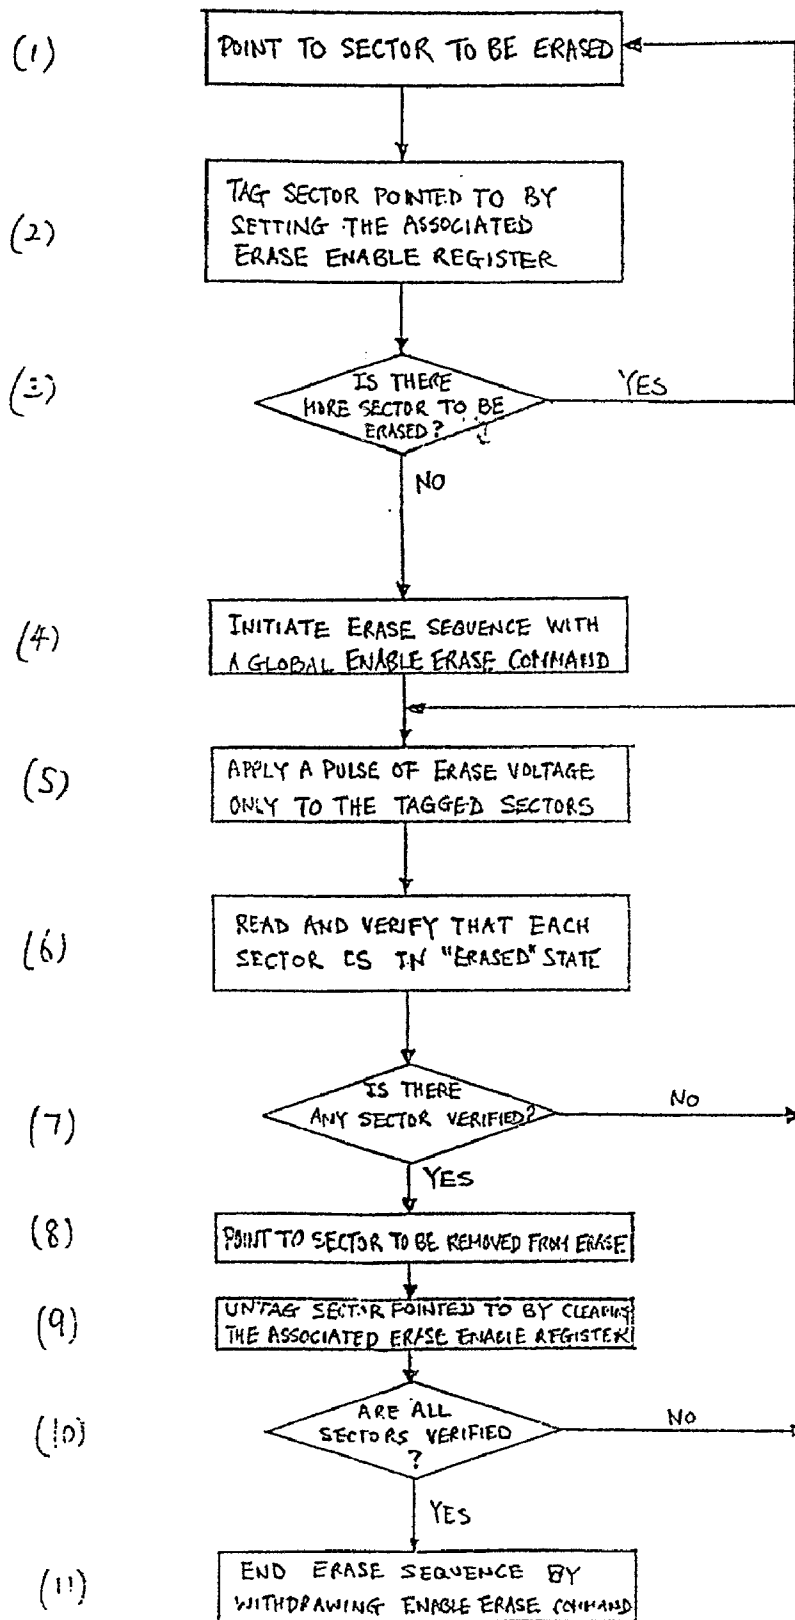 (1)
POINT TO SECTOR TO BE ERASED
(2)
TAG SECTOR POINTED TO BY
SETTING THE ASSOCIATED
ERASE ENABLE REGISTER
(3)
IS THERE
MORE SECTOR TO BE
ERASED?
YES
NO
(4)
INITIATE ERASE SEQUENCE WITH
A GLOBAL ENABLE ERASE COMMAND
(5)
APPLY A PULSE OF ERASE VOLTAGE
ONLY TO THE TAGGED SECTORS
(6)
READ AND VERIFY THAT EACH
SECTOR IS IN "ERASED" STATE
(7)
IS THERE
ANY SECTOR VERIFIED?
NO
YES
(8)
POINT TO SECTOR TO BE REMOVED FROM ERASE
(9)
UNTAG SECTOR POINTED TO BY CLEARING
THE ASSOCIATED ERASE ENABLE REGISTER
(10)
ARE ALL
SECTORS VERIFIED
?
NO
YES
(11)
END ERASE SEQUENCE BY
WITHDRAWING ENABLE ERASE COMMAND